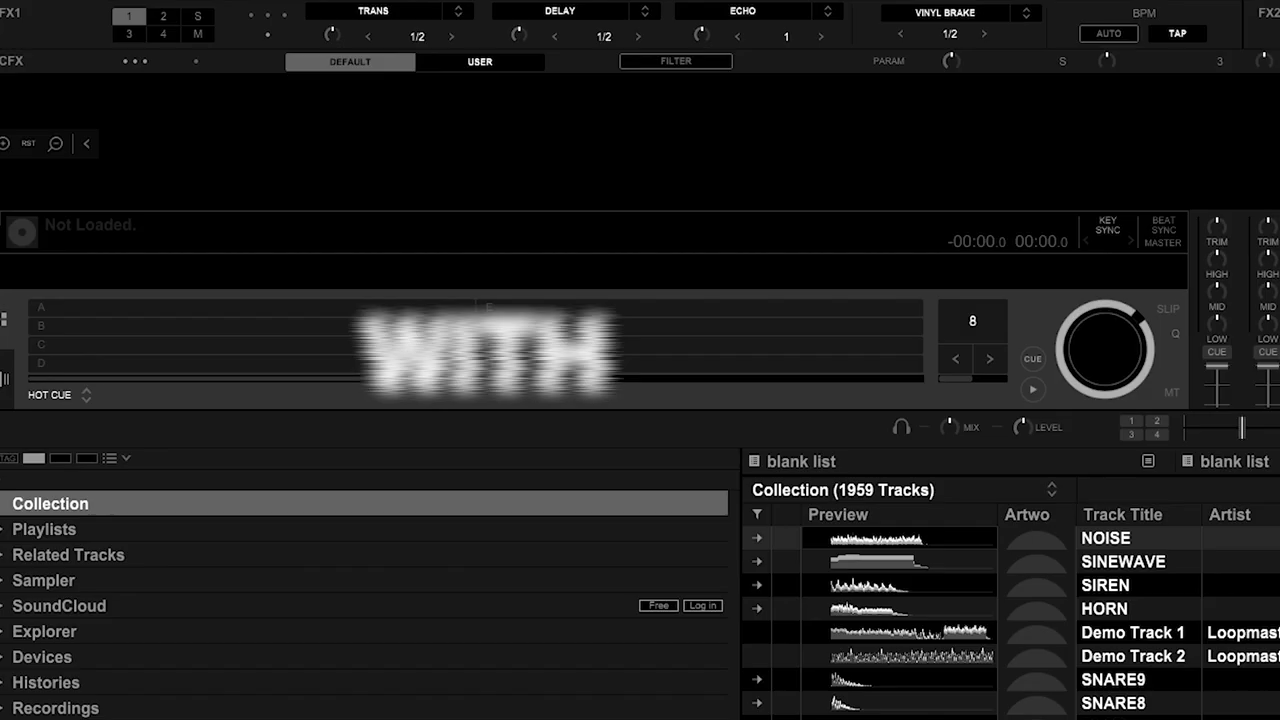 FX1 1 2 S TRANS DELAY ECHO VINYL BRAKE BPM FX2
3 4 M < 1/2 > < 1/2 > < 1 > < 1/2 > AUTO TAP
CFX DEFAULT USER FILTER PARAM S 3
RST <
Not Loaded. -00:00.0 00:00.0 KEY SYNC BEAT SYNC MASTER
TRIM TRIM
HIGH HIGH
MID MID
LOW LOW
CUE CUE
A E
B
C
D
WITH
8
< >
CUE
SLIP
Q
MT
HOT CUE
MIX LEVEL 1 2
3 4
TAG
blank list blank list
Collection Collection (1959 Tracks)
Playlists Preview Artwo Track Title Artist
Related Tracks NOISE
Sampler SINEWAVE
SoundCloud Free Log in SIREN
Explorer HORN
Devices Demo Track 1 Loopmast
Histories Demo Track 2 Loopmast
Recordings SNARE9
SNARE8